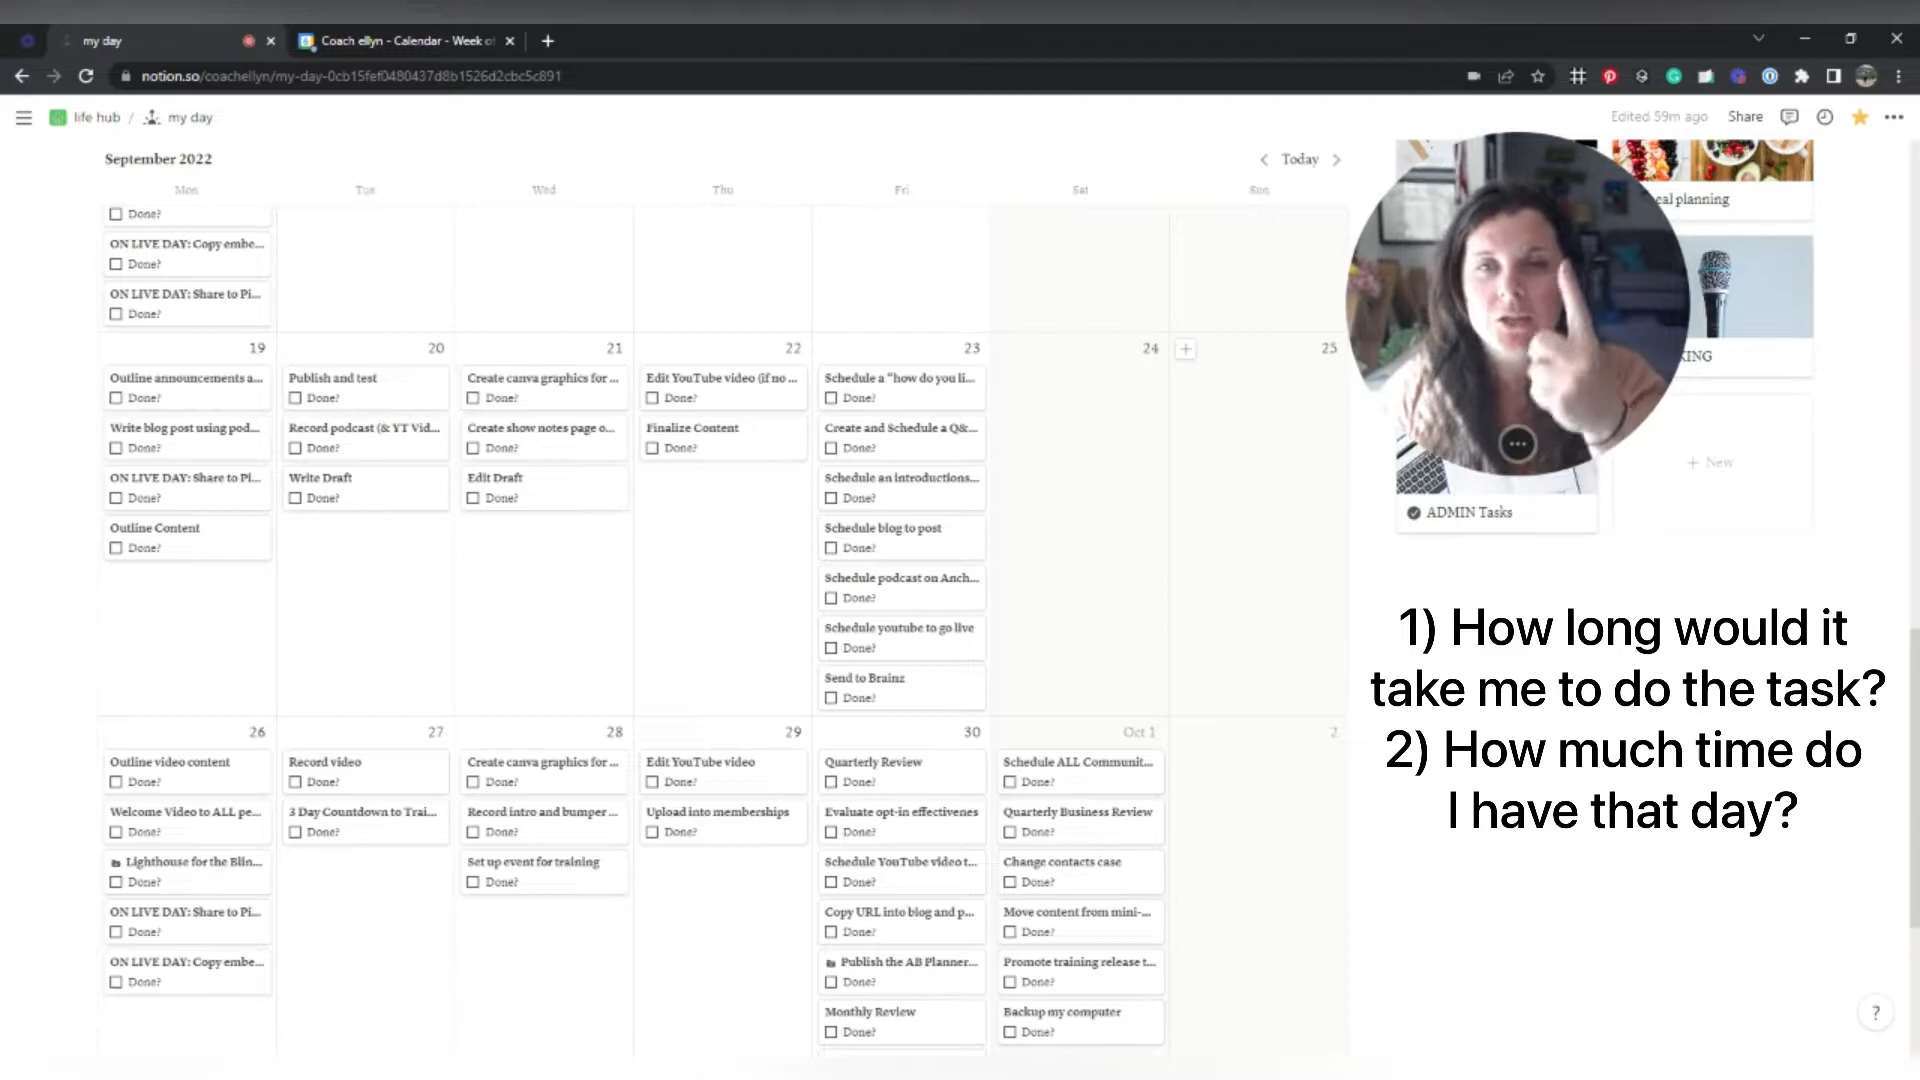 my day
Coach ellyn - Calendar - Week of
notion.so/coachellyn/my-day-0cb15fef0480437d8b1526d2cbc5c891
life hub / my day
Edited 59m ago Share
September 2022
Today
Mon Tue Wed Thu Fri Sat Sun
Done?
ON LIVE DAY: Copy embe...
Done?
ON LIVE DAY: Share to Pi...
Done?
19
Outline announcements a...
Done?
Write blog post using pod...
Done?
ON LIVE DAY: Share to Pi...
Done?
Outline Content
Done?
20
Publish and test
Done?
Record podcast (& YT Vid...
Done?
Write Draft
Done?
21
Create canva graphics for ...
Done?
Create show notes page o...
Done?
Edit Draft
Done?
22
Edit YouTube video (if no ...
Done?
Finalize Content
Done?
23
Schedule a "how do you li...
Done?
Create and Schedule a Q&...
Done?
Schedule an introductions...
Done?
Schedule blog to post
Done?
Schedule podcast on Anch...
Done?
Schedule youtube to go live
Done?
Send to Brainz
Done?
24
25
26
Outline video content
Done?
Welcome Video to ALL pe...
Done?
Lighthouse for the Blin...
Done?
ON LIVE DAY: Share to Pi...
Done?
ON LIVE DAY: Copy embe...
Done?
27
Record video
Done?
3 Day Countdown to Trai...
Done?
28
Create canva graphics for ...
Done?
Record intro and bumper ...
Done?
Set up event for training
Done?
29
Edit YouTube video
Done?
Upload into memberships
Done?
30
Quarterly Review
Done?
Evaluate opt-in effectivenes
Done?
Schedule YouTube video t...
Done?
Copy URL into blog and p...
Done?
Publish the AB Planner...
Done?
Monthly Review
Done?
Oct 1
Schedule ALL Communit...
Done?
Quarterly Business Review
Done?
Change contacts case
Done?
Move content from mini-...
Done?
Promote training release t...
Done?
Backup my computer
Done?
2
eal planning
KING
+ New
ADMIN Tasks
1) How long would it
take me to do the task?
2) How much time do
I have that day?
?